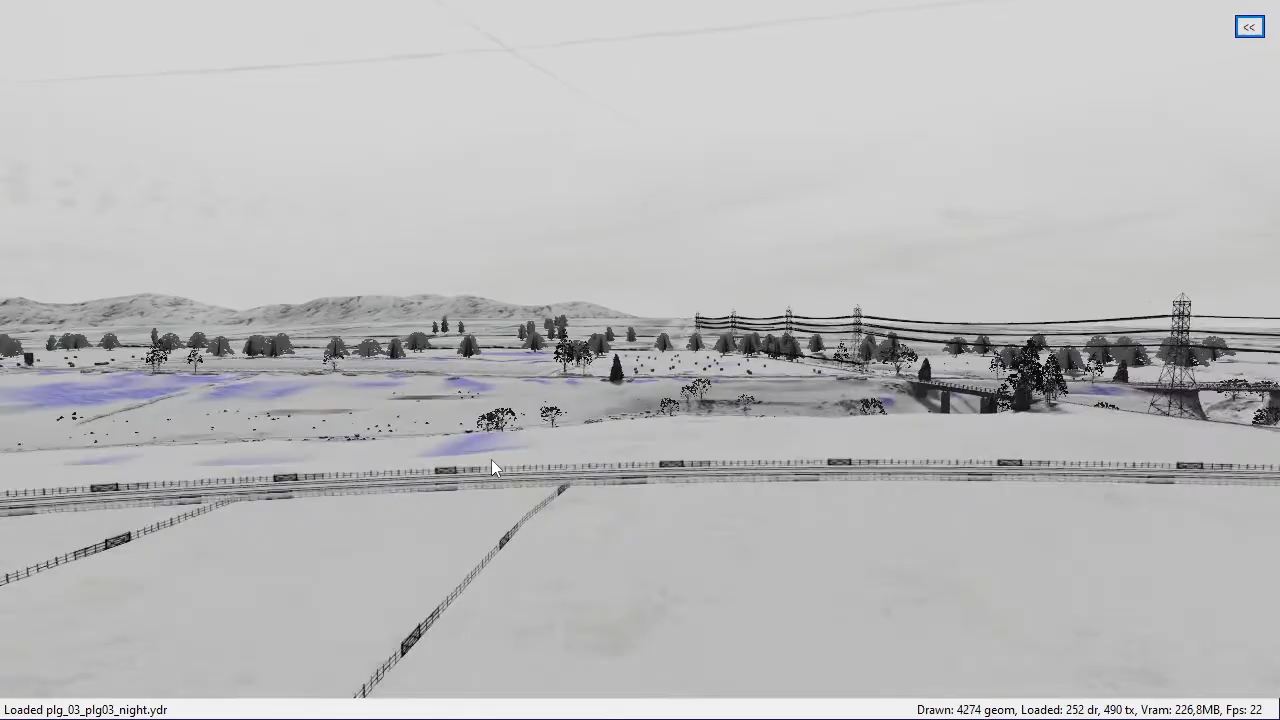 <<
Loaded plg_03_plg03_night.ydr
Drawn: 4274 geom, Loaded: 252 dr, 490 tx, Vram: 226,8MB, Fps: 22